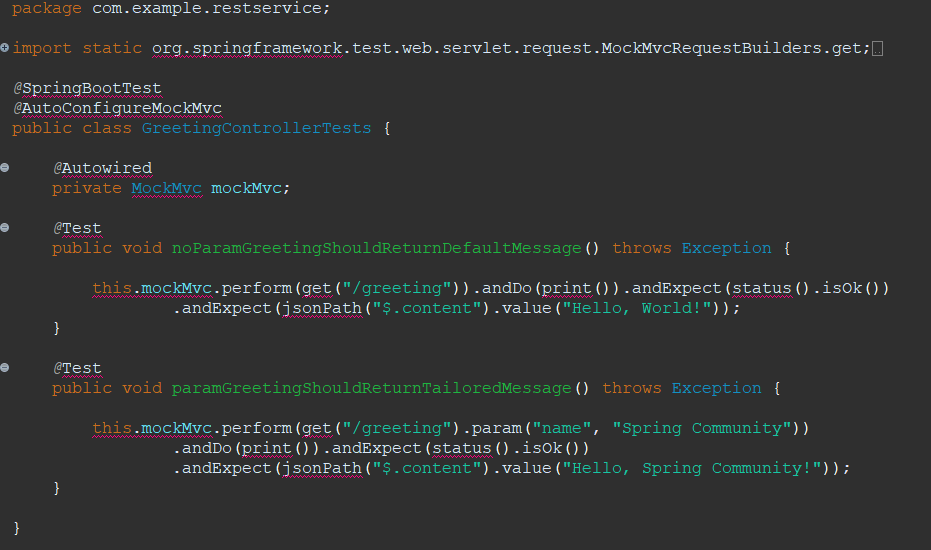 package com.example.restservice;
import static org.springframework.test.web.servlet.request.MockMvcRequestBuilders.get;
@SpringBootTest
@AutoConfigureMockMvc
public class GreetingControllerTests {
@Autowired
private MockMvc mockMvc;
@Test
public void noParamGreetingShouldReturnDefaultMessage() throws Exception {
this.mockMvc.perform(get("/greeting")).andDo(print()).andExpect(status().isOk())
.andExpect(jsonPath("$.content").value("Hello, World!"));
}
@Test
public void paramGreetingShouldReturnTailoredMessage() throws Exception {
this.mockMvc.perform(get("/greeting").param("name", "Spring Community"))
.andDo(print()).andExpect(status().isOk())
.andExpect(jsonPath("$.content").value("Hello, Spring Community!"));
}
}